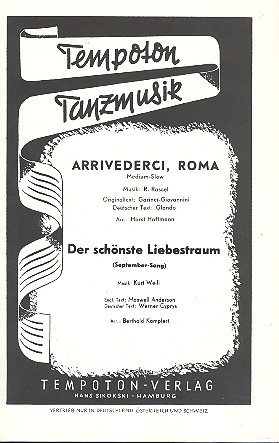 Tempoton
Tanzmusik
ARRIVEDERCI, ROMA
Medium-Slow
Musik: R. Rascel
Originaltext: Garinei-Giovannini
Deutscher Text: Glando
Arr.: Horst Hoffmann
Der schönste Liebestraum
(September-Song)
Musik: Kurt Weill
Engl. Text: Maxwell Anderson
Deutscher Text: Werner Cyprys
Arr.: Berthold Kämpfert
TEMPOTON-VERLAG
HANS SIKORSKI - HAMBURG
VERTRIEB NUR IN DEUTSCHLAND, ÖSTERREICH UND SCHWEIZ